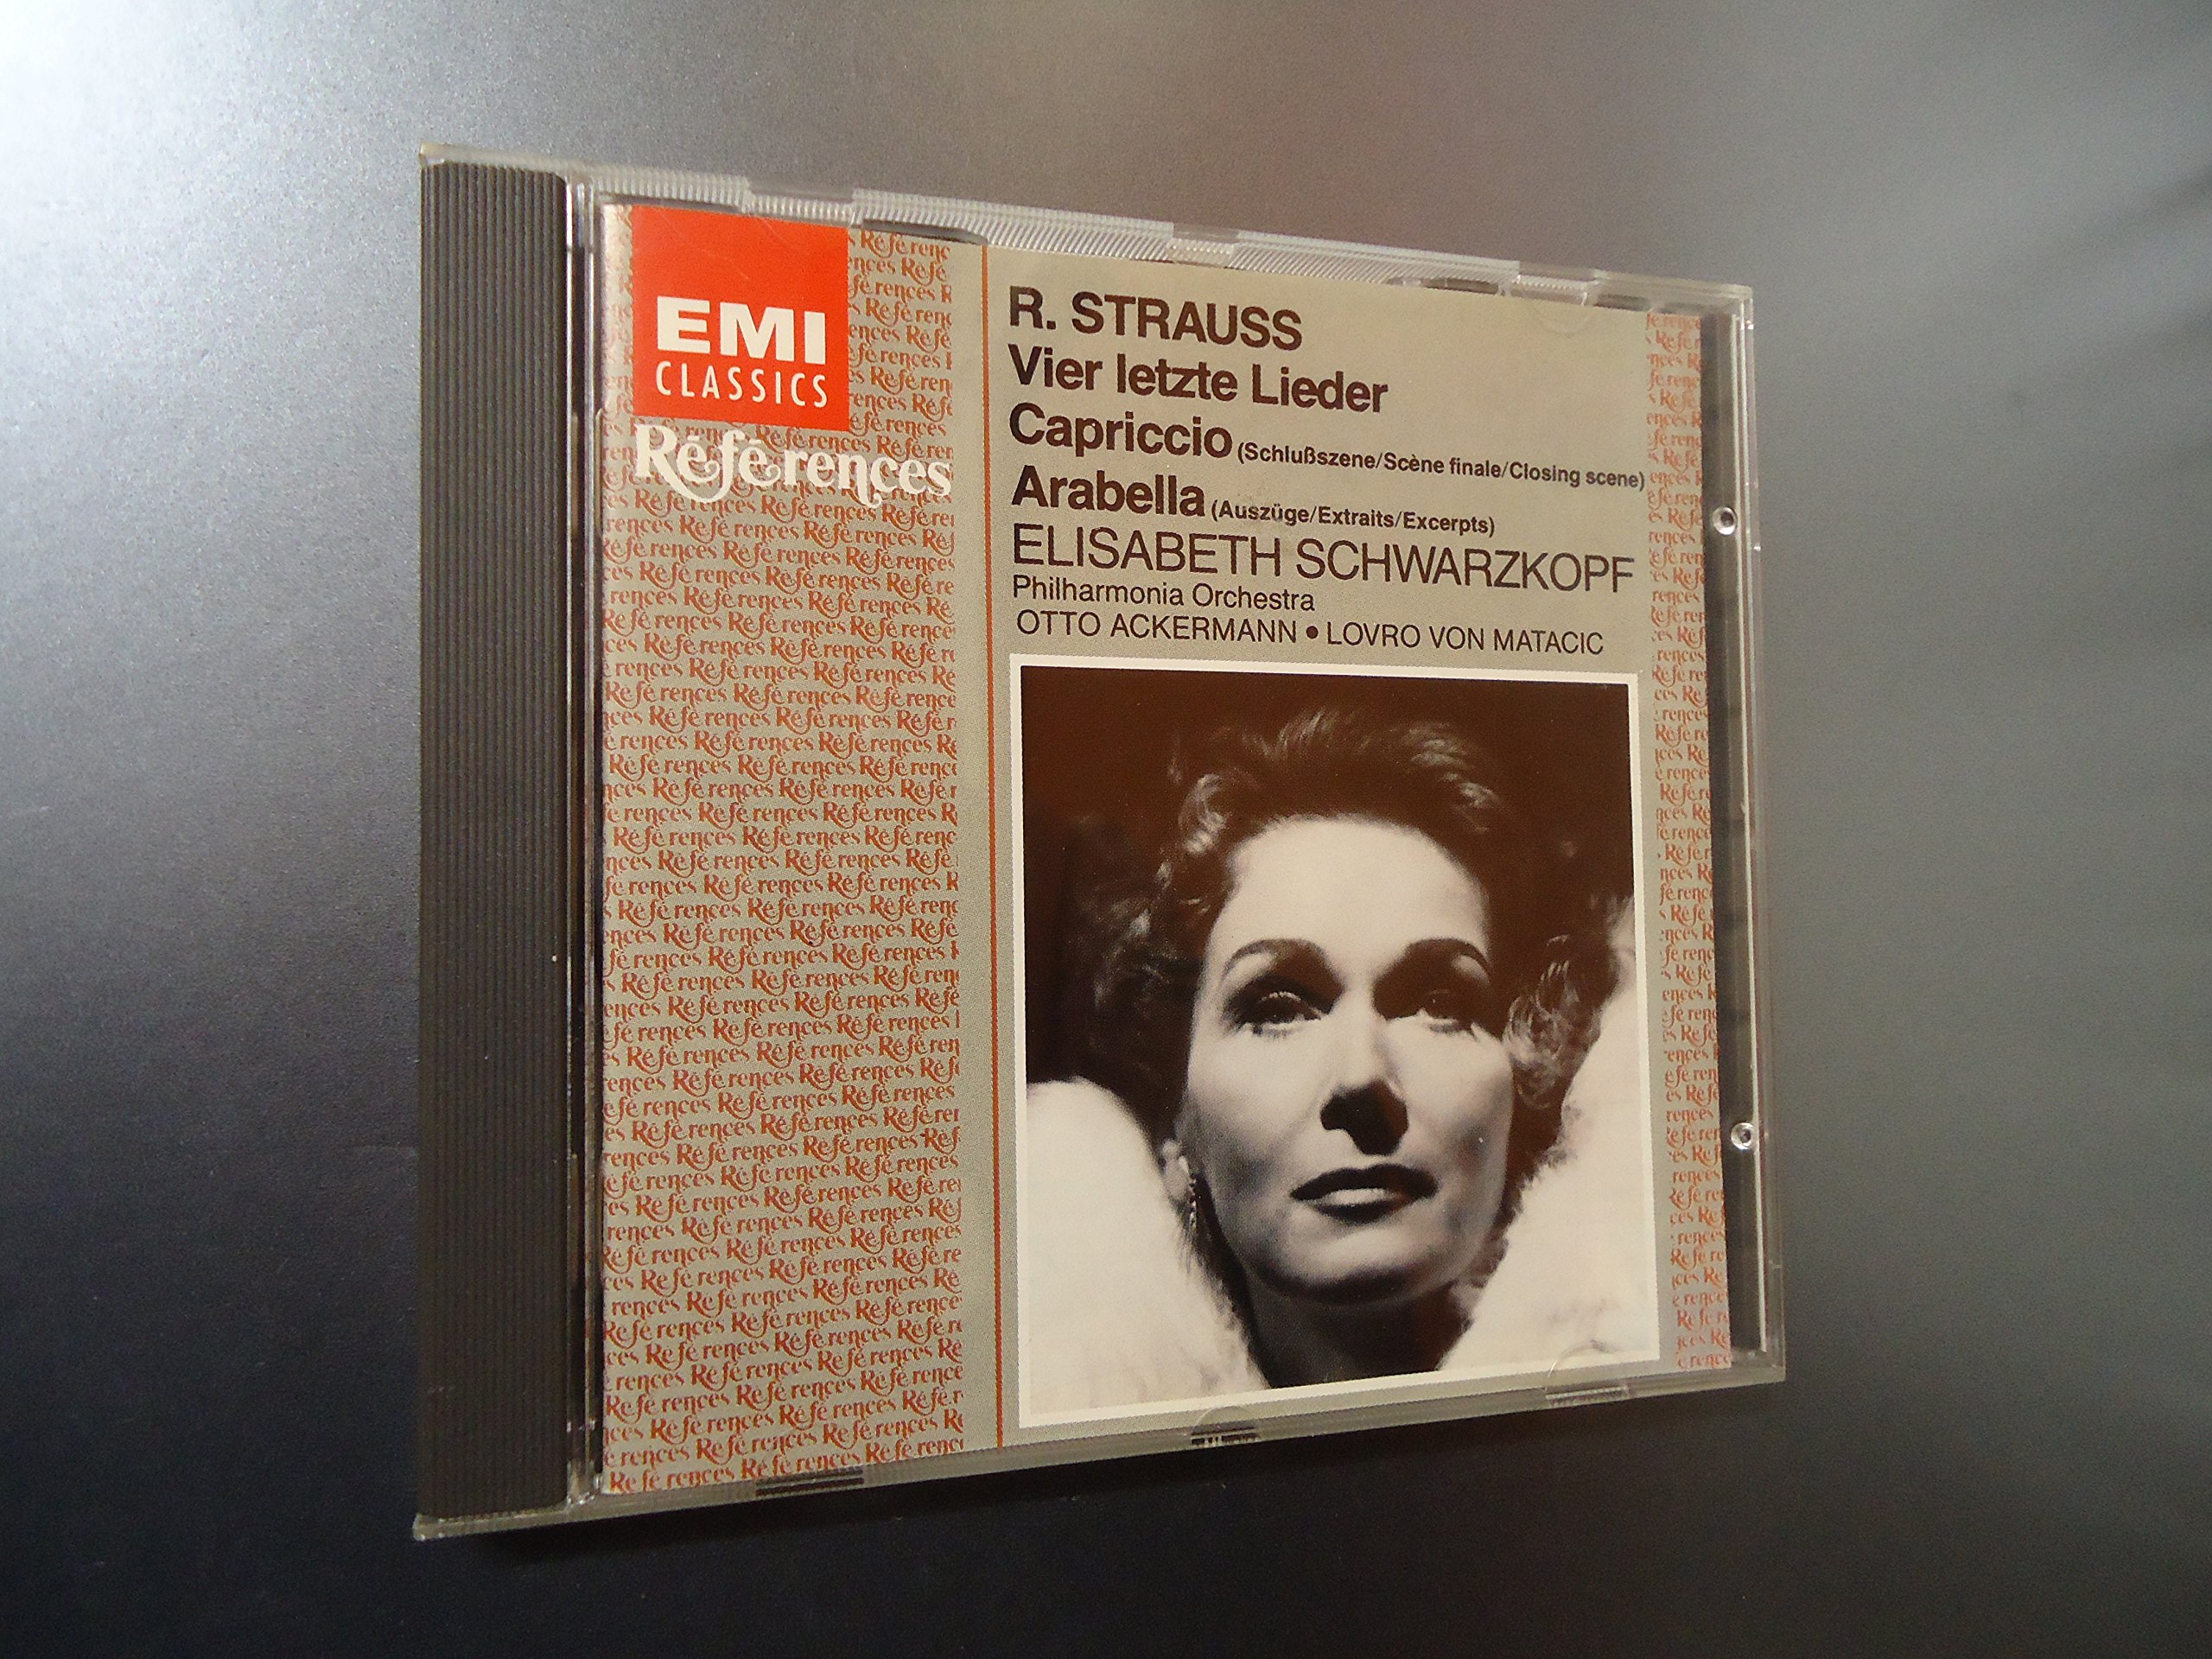 EMI
CLASSICS
Références
R. STRAUSS
Vier letzte Lieder
Capriccio (Schlußszene/Scène finale/Closing scene)
Arabella (Auszüge/Extraits/Excerpts)
ELISABETH SCHWARZKOPF
Philharmonia Orchestra
OTTO ACKERMANN • LOVRO VON MATACIC